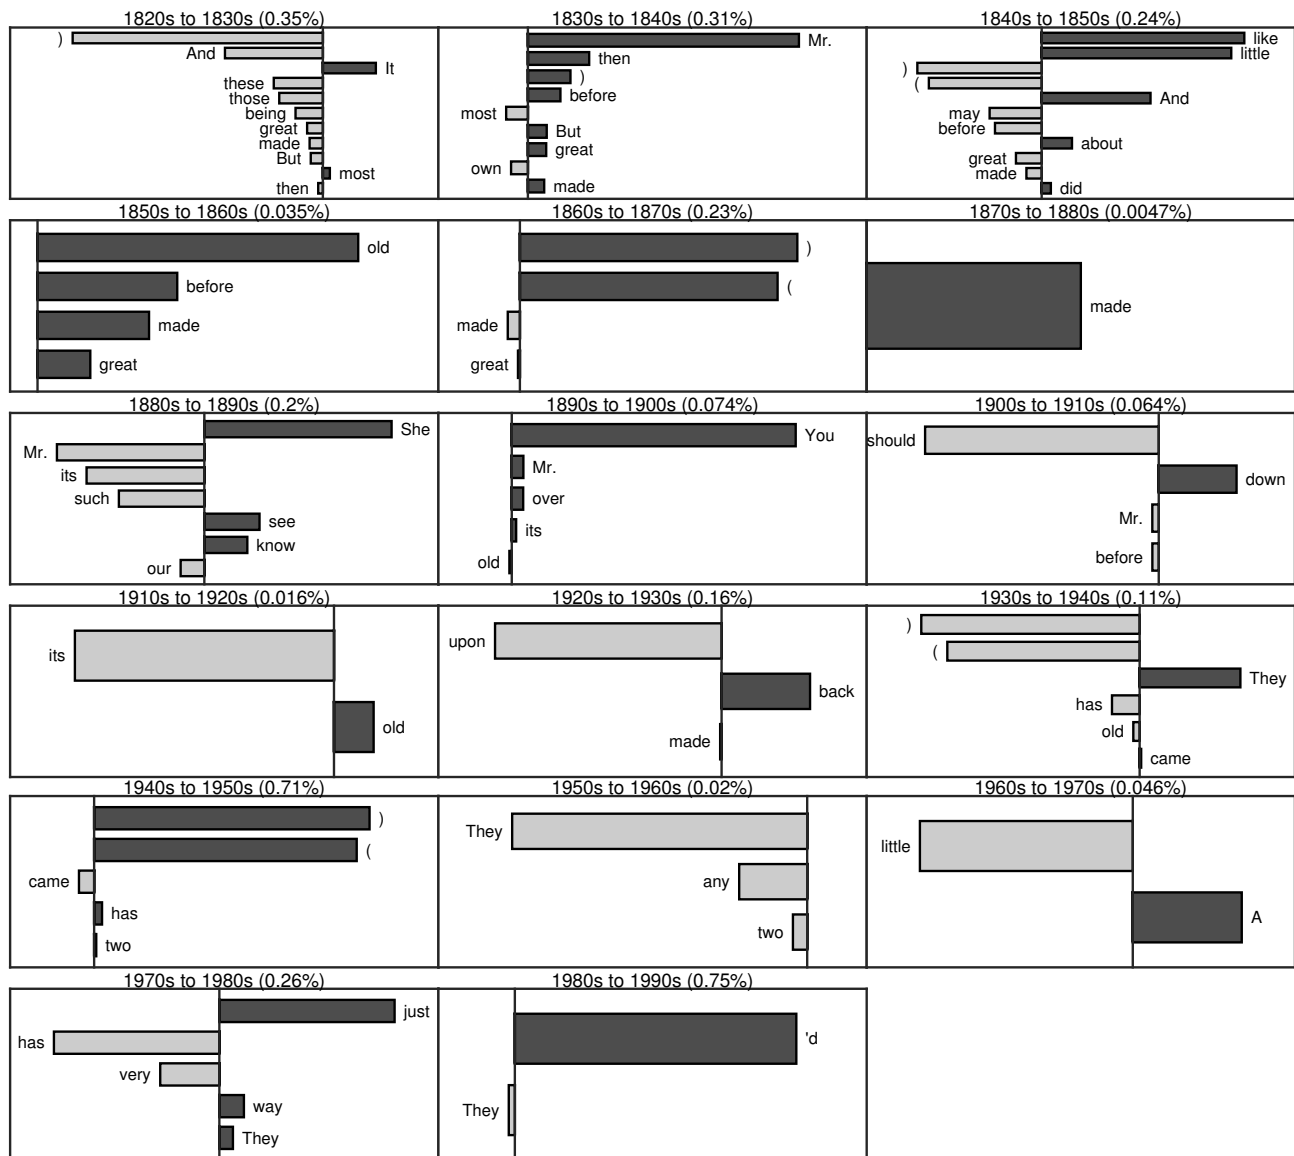 1820s to 1830s (0.35%)
)
And
It
these
those
being
great
made
But
most
then
1830s to 1840s (0.31%)
Mr.
then
)
before
most
But
great
own
made
1840s to 1850s (0.24%)
like
little
)
(
And
may
before
about
great
made
did
1850s to 1860s (0.035%)
old
before
made
great
1860s to 1870s (0.23%)
)
(
made
great
1870s to 1880s (0.0047%)
made
1880s to 1890s (0.2%)
She
Mr.
its
such
see
know
our
1890s to 1900s (0.074%)
You
Mr.
over
its
old
1900s to 1910s (0.064%)
should
down
Mr.
before
1910s to 1920s (0.016%)
its
old
1920s to 1930s (0.16%)
upon
back
made
1930s to 1940s (0.11%)
)
(
They
has
old
came
1940s to 1950s (0.71%)
)
(
came
has
two
1950s to 1960s (0.02%)
They
any
two
1960s to 1970s (0.046%)
little
A
1970s to 1980s (0.26%)
just
has
very
way
They
1980s to 1990s (0.75%)
'd
They